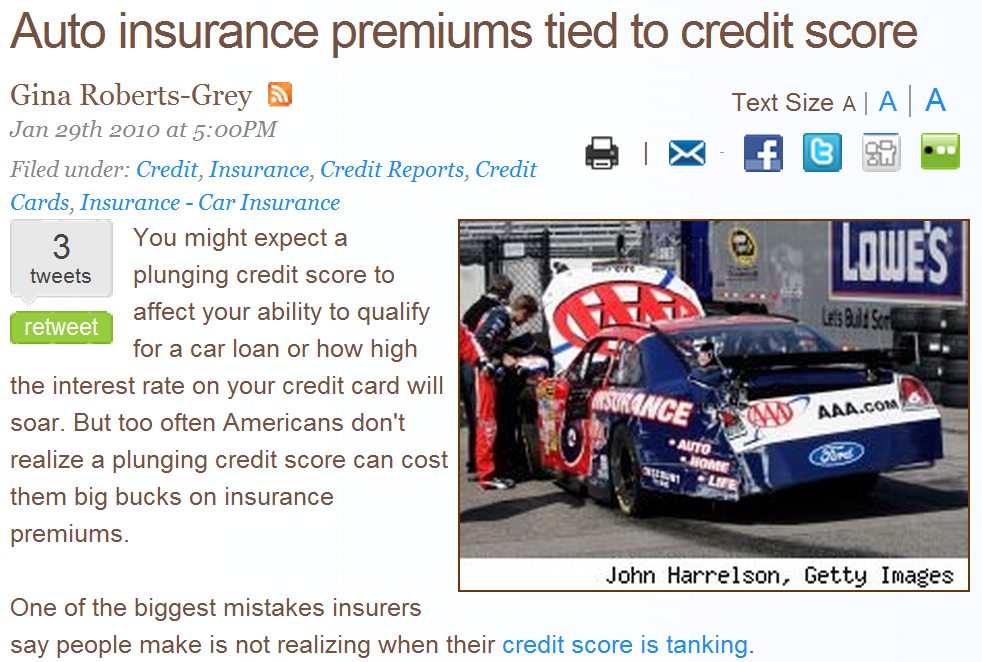 Auto insurance premiums tied to credit score
Gina Roberts-Grey
Jan 29th 2010 at 5:00PM
Text Size A | A | A
Filed under: Credit, Insurance, Credit Reports, Credit
Cards, Insurance - Car Insurance
3
tweets
retweet
You might expect a
plunging credit score to
affect your ability to qualify
for a car loan or how high
the interest rate on your credit card will
soar. But too often Americans don't
realize a plunging credit score can cost
them big bucks on insurance
premiums.
LOWE'S
Let's Build
AAA
INSURANCE
• AUTO
• HOME
• LIFE
AAA
AAA.COM
6
Ford
John Harrelson, Getty Images
One of the biggest mistakes insurers
say people make is not realizing when their credit score is tanking.